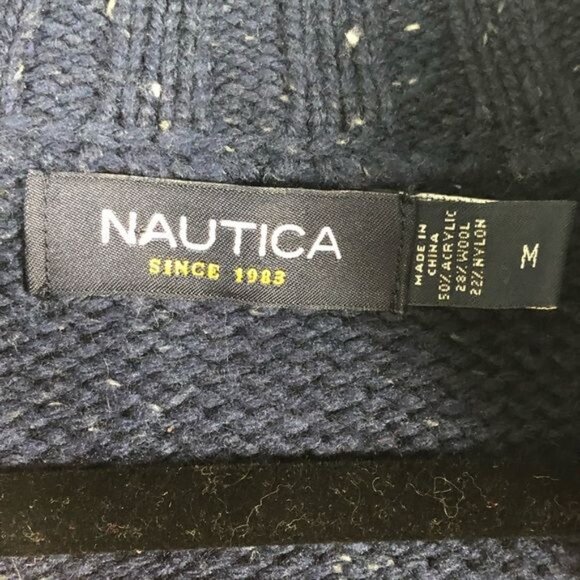 NAUTICA
SINCE 1983
MADE IN
CHINA
50% ACRYLIC
28% WOOL
22% NYLON
M